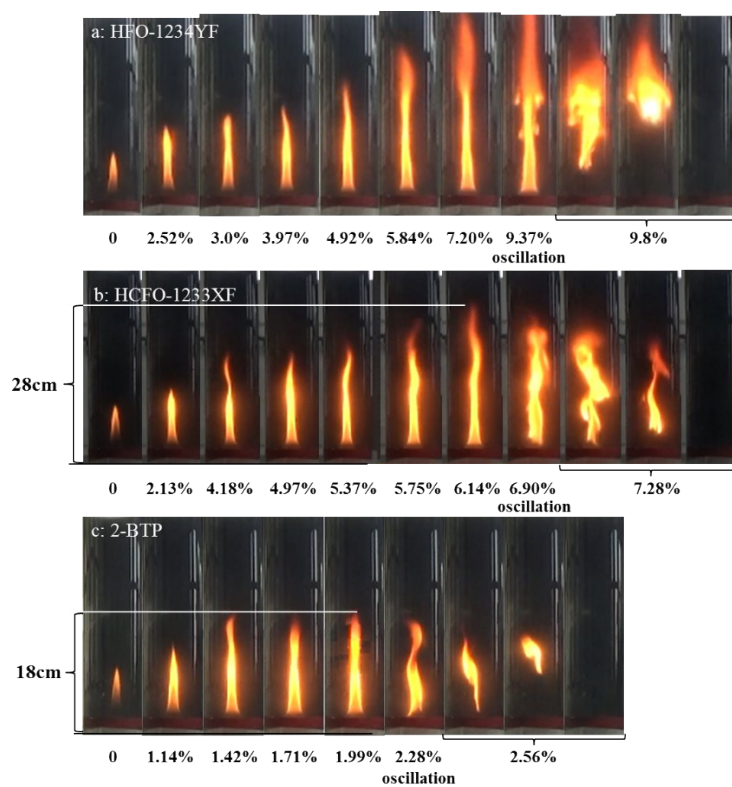 a: HFO-1234YF
0 2.52% 3.0% 3.97% 4.92% 5.84% 7.20% 9.37% 9.8%
oscillation
b: HCFO-1233XF
28cm
0 2.13% 4.18% 4.97% 5.37% 5.75% 6.14% 6.90% 7.28%
oscillation
c: 2-BTP
18cm
0 1.14% 1.42% 1.71% 1.99% 2.28% 2.56%
oscillation